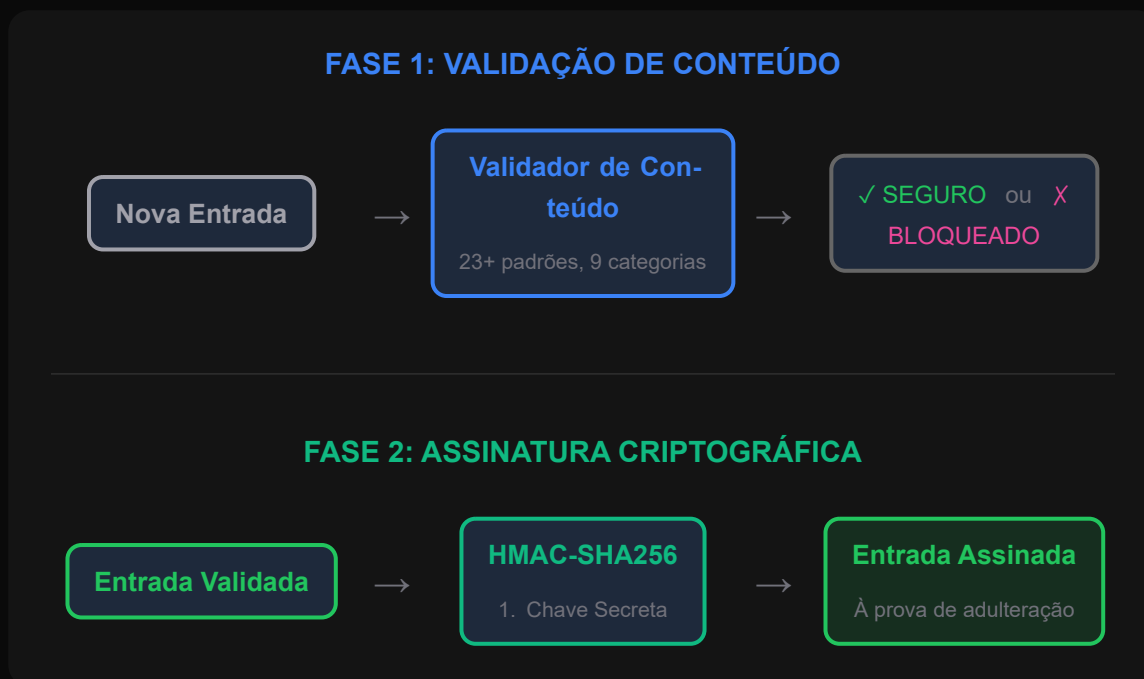 FASE 1: VALIDAÇÃO DE CONTEÚDO
Nova Entrada
→
Validador de Con-
teúdo
23+ padrões, 9 categorias
→
✓ SEGURO ou ✗
BLOQUEADO
FASE 2: ASSINATURA CRIPTOGRÁFICA
Entrada Validada
→
HMAC-SHA256
1. Chave Secreta
→
Entrada Assinada
À prova de adulteração